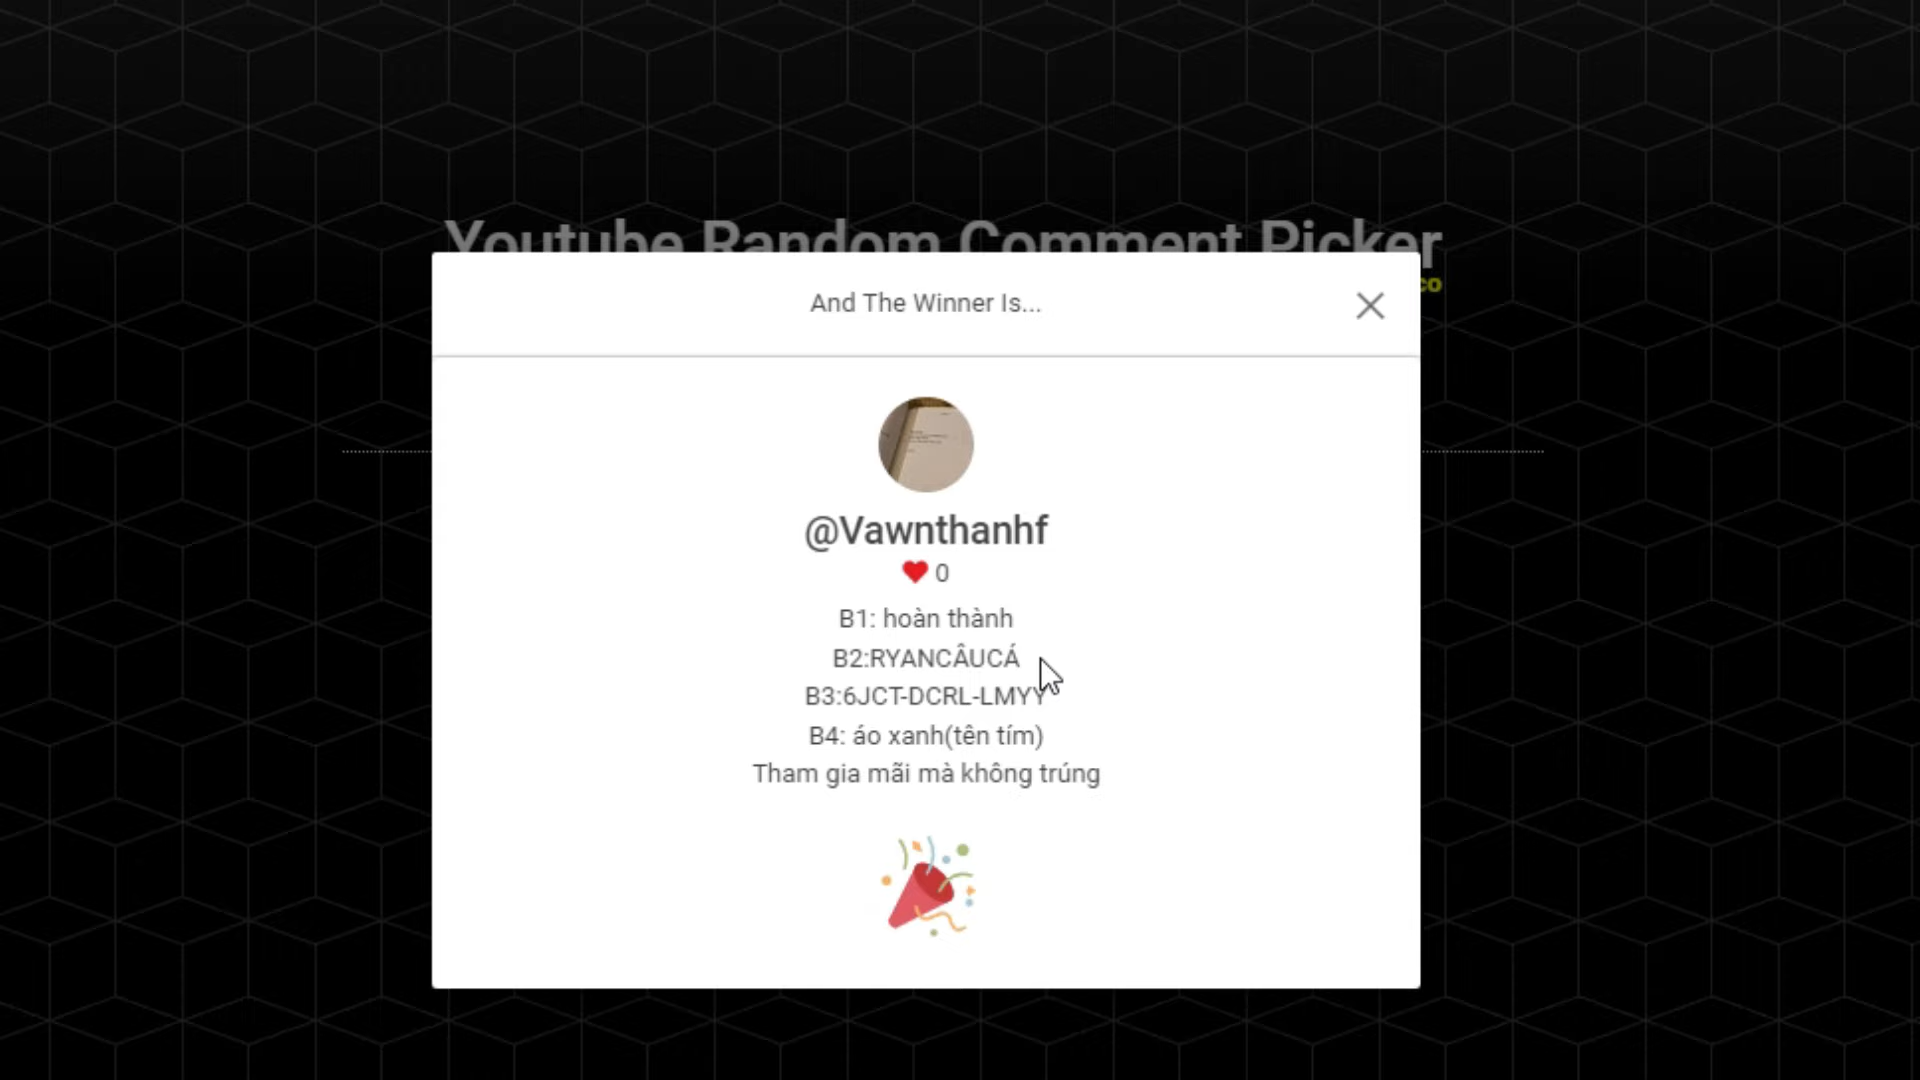 Youtube Random Comment Picker
co
And The Winner Is...
@Vawnthanhf
0
B1: hoàn thành
B2:RYANCÂUCÁ
B3:6JCT-DCRL-LMYY
B4: áo xanh(tên tím)
Tham gia mãi mà không trúng